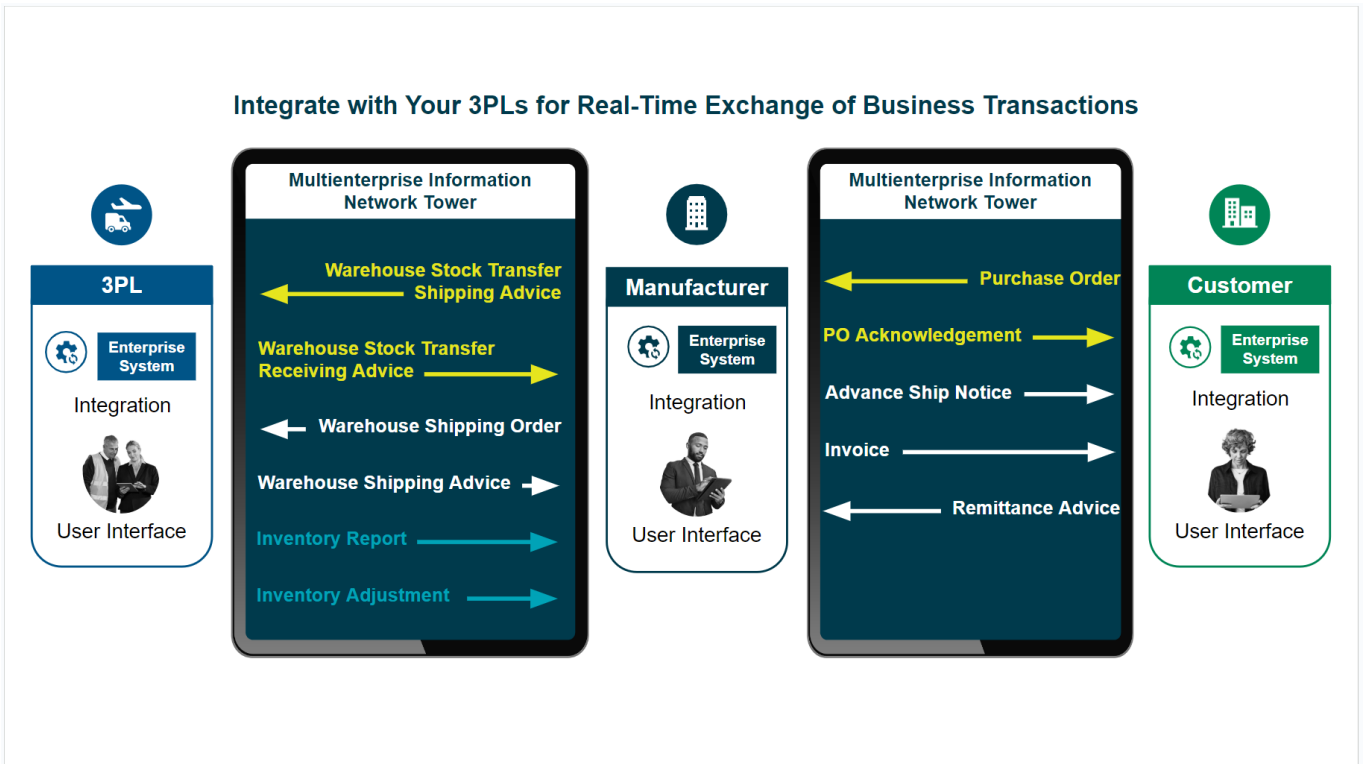 Integrate with Your 3PLs for Real-Time Exchange of Business Transactions
3PL
Enterprise
System
Integration
User Interface
Multienterprise Information
Network Tower
Warehouse Stock Transfer
Shipping Advice
Warehouse Stock Transfer
Receiving Advice
Warehouse Shipping Order
Warehouse Shipping Advice
Inventory Report
Inventory Adjustment
Manufacturer
Enterprise
System
Integration
User Interface
Multienterprise Information
Network Tower
Purchase Order
PO Acknowledgement
Advance Ship Notice
Invoice
Remittance Advice
Customer
Enterprise
System
Integration
User Interface